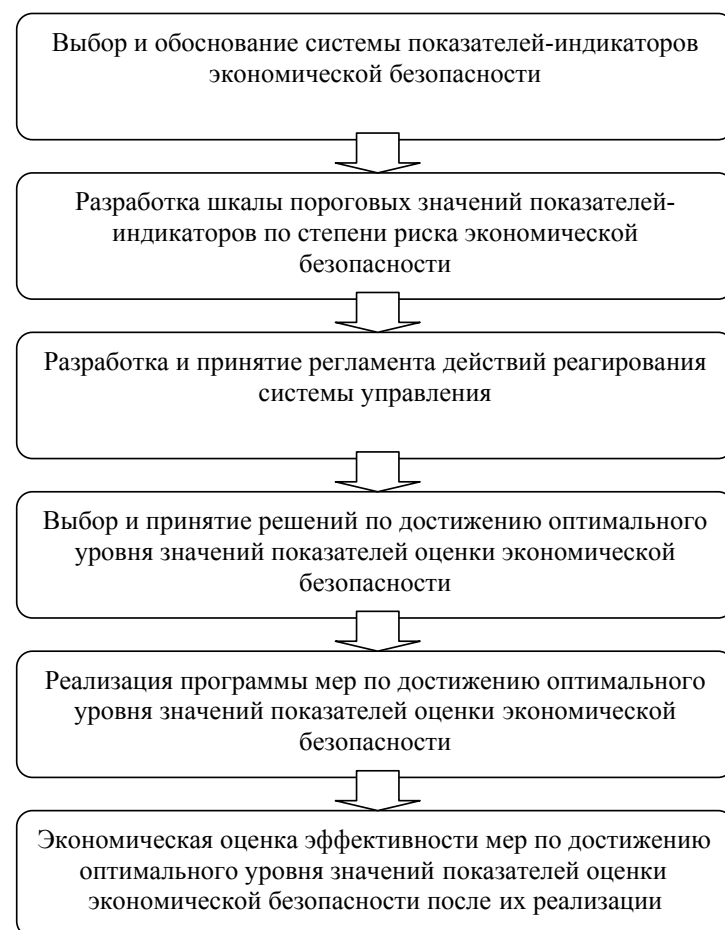 Выбор и обоснование системы показателей-индикаторов
экономической безопасности
Разработка шкалы пороговых значений показателей-
индикаторов по степени риска экономической
безопасности
Разработка и принятие регламента действий реагирования
системы управления
Выбор и принятие решений по достижению оптимального
уровня значений показателей оценки экономической
безопасности
Реализация программы мер по достижению оптимального
уровня значений показателей оценки экономической
безопасности
Экономическая оценка эффективности мер по достижению
оптимального уровня значений показателей оценки
экономической безопасности после их реализации